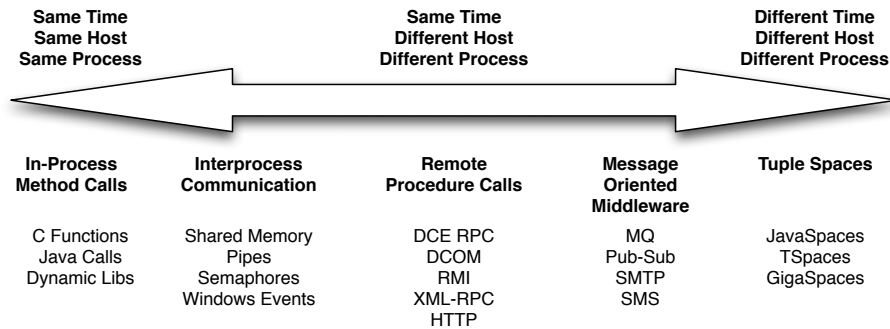 Same Time
Same Host
Same Process
Same Time
Different Host
Different Process
Different Time
Different Host
Different Process
In-Process
Method Calls
C Functions
Java Calls
Dynamic Libs
Interprocess
Communication
Shared Memory
Pipes
Semaphores
Windows Events
Remote
Procedure Calls
DCE RPC
DCOM
RMI
XML-RPC
HTTP
Message
Oriented
Middleware
MQ
Pub-Sub
SMTP
SMS
Tuple Spaces
JavaSpaces
TSpaces
GigaSpaces